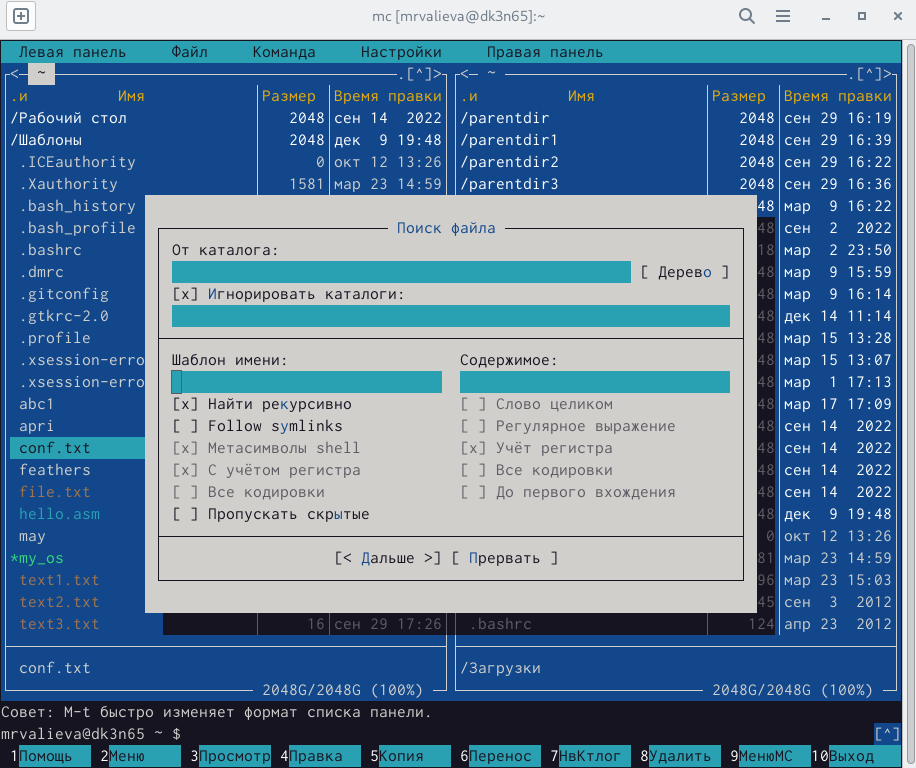 mc [mrvalieva@dk3n65]:~
Левая панель Файл Команда Настройки Правая панель
<— ~ .[^]> <— ~ .[^]>
.и Имя Размер Время правки .и Имя Размер Время правки
/Рабочий стол 2048 сен 14 2022 /parentdir 2048 сен 29 16:19
/Шаблоны 2048 дек 9 19:48 /parentdir1 2048 сен 29 16:39
.ICEauthority 0 окт 12 13:26 /parentdir2 2048 сен 29 16:22
.Xauthority 1581 мар 23 14:59 /parentdir3 2048 сен 29 16:36
.bash_history 48 мар 9 16:22
.bash_profile Поиск файла 48 сен 2 2022
.bashrc От каталога: 18 мар 2 23:50
.dmrc [ Дерево ] 48 мар 9 15:59
.gitconfig [x] Игнорировать каталоги: 48 мар 9 16:14
.gtkrc-2.0 48 дек 14 11:14
.profile 48 мар 15 13:28
.xsession-erro Шаблон имени: Содержимое: 48 мар 15 13:07
.xsession-erro 48 мар 1 17:13
abc1 [x] Найти рекурсивно [ ] Слово целиком 48 мар 17 17:09
apri [ ] Follow symlinks [ ] Регулярное выражение 48 сен 14 2022
conf.txt [x] Метасимволы shell [x] Учёт регистра 48 сен 14 2022
feathers [x] С учётом регистра [ ] Все кодировки 48 сен 14 2022
file.txt [ ] Все кодировки [ ] До первого вхождения 48 сен 14 2022
hello.asm [ ] Пропускать скрытые 48 дек 9 19:48
may 0 окт 12 13:26
*my_os [< Дальше >] [ Прервать ] 81 мар 23 14:59
text1.txt 96 мар 23 15:03
text2.txt 45 сен 3 2012
text3.txt 16 сен 29 17:26 .bashrc 124 апр 23 2012
conf.txt /Загрузки
2048G/2048G (100%) 2048G/2048G (100%)
Совет: M-t быстро изменяет формат списка панели.
mrvalieva@dk3n65 ~ $ [^]
1Помощь 2Меню 3Просмотр 4Правка 5Копия 6Перенос 7НвКтлог 8Удалить 9МенюМС 10Выход